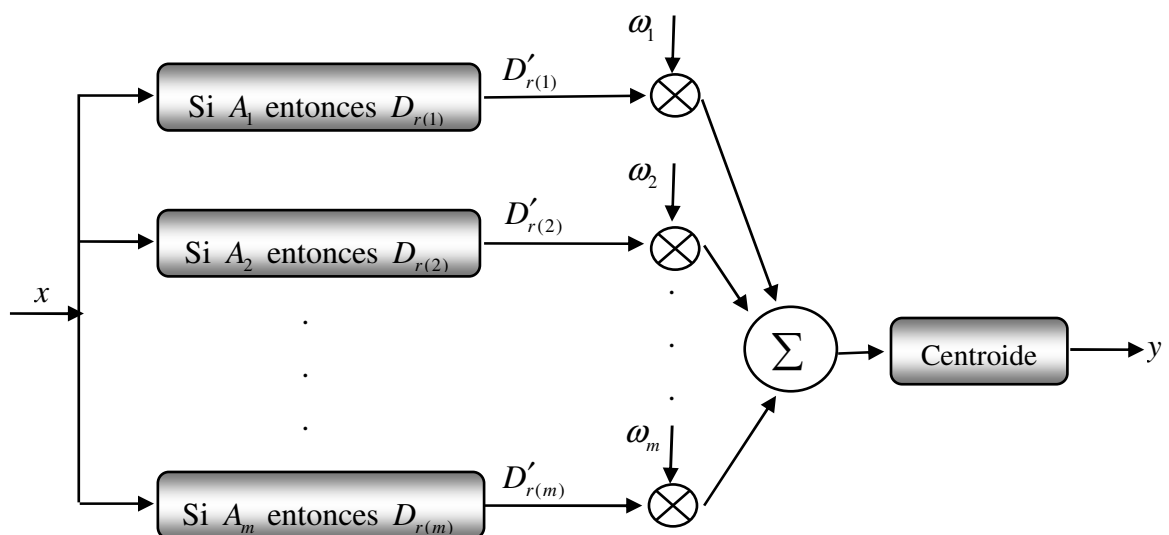 ω₁
D′ᵣ₍₁₎
Si A₁ entonces Dᵣ₍₁₎
ω₂
D′ᵣ₍₂₎
Si A₂ entonces Dᵣ₍₂₎
x
Σ
Centroide
y
ωₘ
D′ᵣ₍ₘ₎
Si Aₘ entonces Dᵣ₍ₘ₎